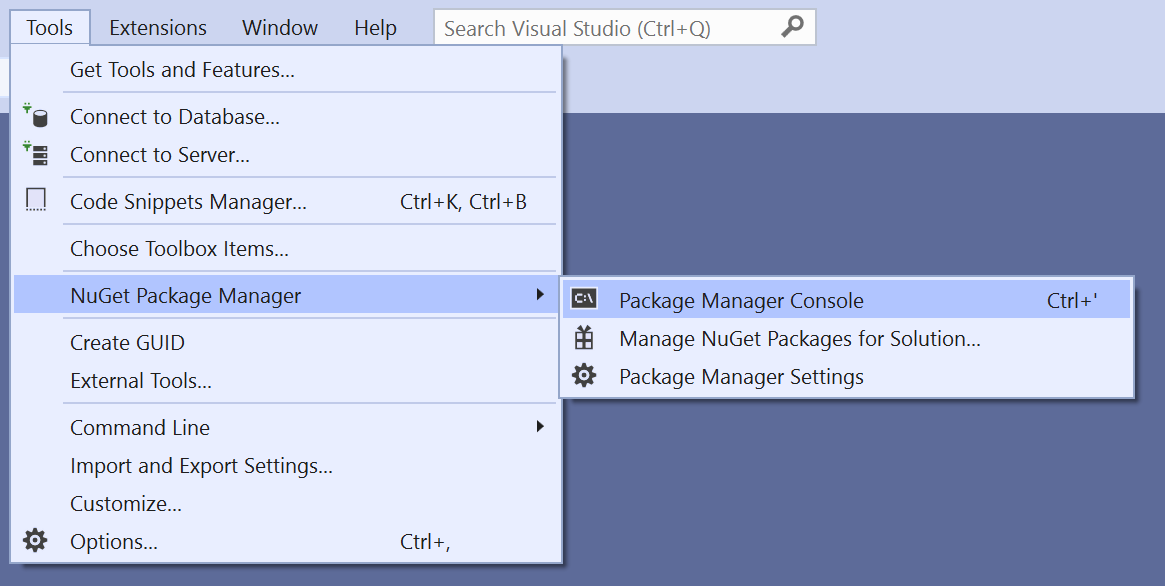 Tools Extensions Window Help Search Visual Studio (Ctrl+Q)
Get Tools and Features...
Connect to Database...
Connect to Server...
Code Snippets Manager... Ctrl+K, Ctrl+B
Choose Toolbox Items...
NuGet Package Manager
C:\ Package Manager Console Ctrl+'
Manage NuGet Packages for Solution...
Package Manager Settings
Create GUID
External Tools...
Command Line
Import and Export Settings...
Customize...
Options... Ctrl+,